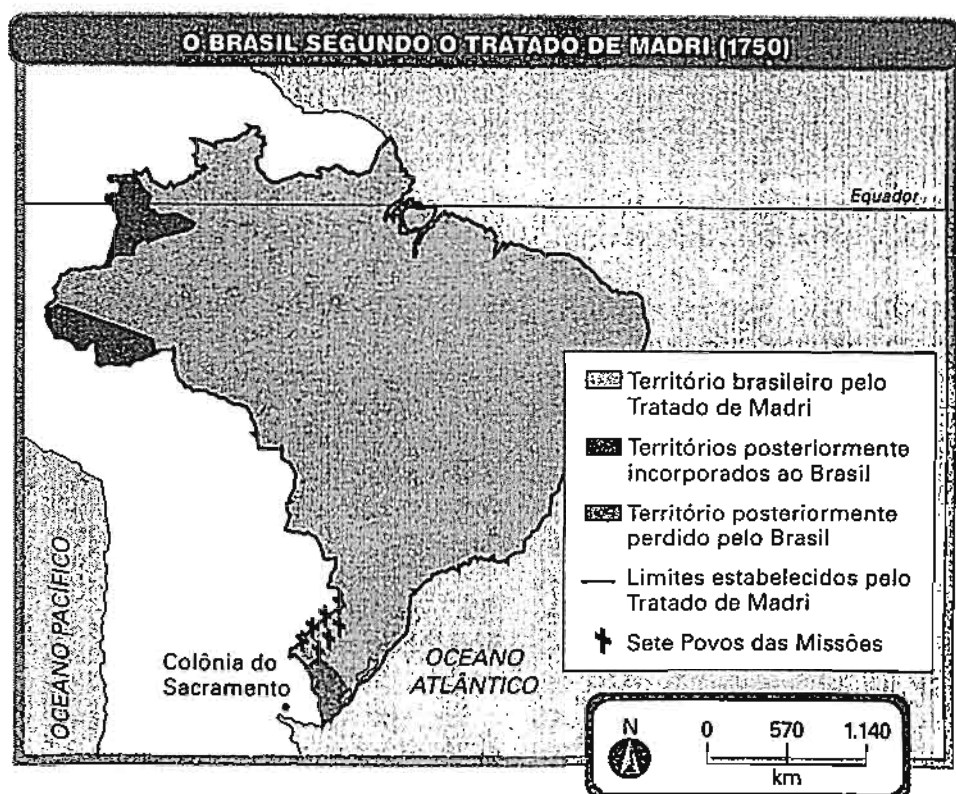 O BRASIL SEGUNDO O TRATADO DE MADRI (1750)
Equador
Território brasileiro pelo
Tratado de Madri
Territórios posteriormente
incorporados ao Brasil
Território posteriormente
perdido pelo Brasil
Limites estabelecidos pelo
Tratado de Madri
Sete Povos das Missões
OCEANO PACÍFICO
Colônia do
Sacramento
OCEANO
ATLÂNTICO
N
0 570 1.140
km